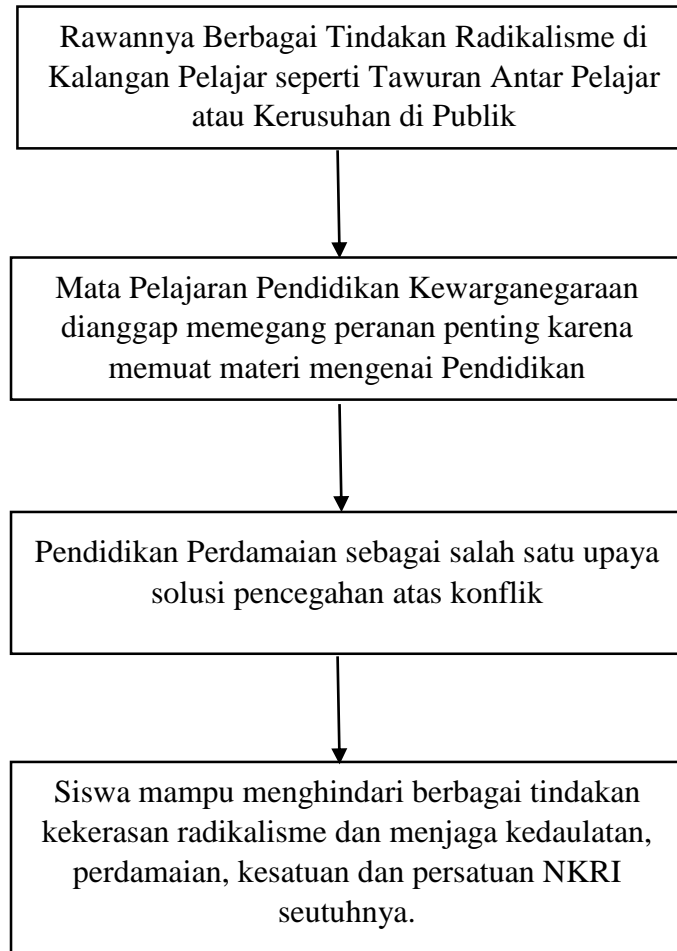 Rawannya Berbagai Tindakan Radikalisme di
Kalangan Pelajar seperti Tawuran Antar Pelajar
atau Kerusuhan di Publik
Mata Pelajaran Pendidikan Kewarganegaraan
dianggap memegang peranan penting karena
memuat materi mengenai Pendidikan
Pendidikan Perdamaian sebagai salah satu upaya
solusi pencegahan atas konflik
Siswa mampu menghindari berbagai tindakan
kekerasan radikalisme dan menjaga kedaulatan,
perdamaian, kesatuan dan persatuan NKRI
seutuhnya.